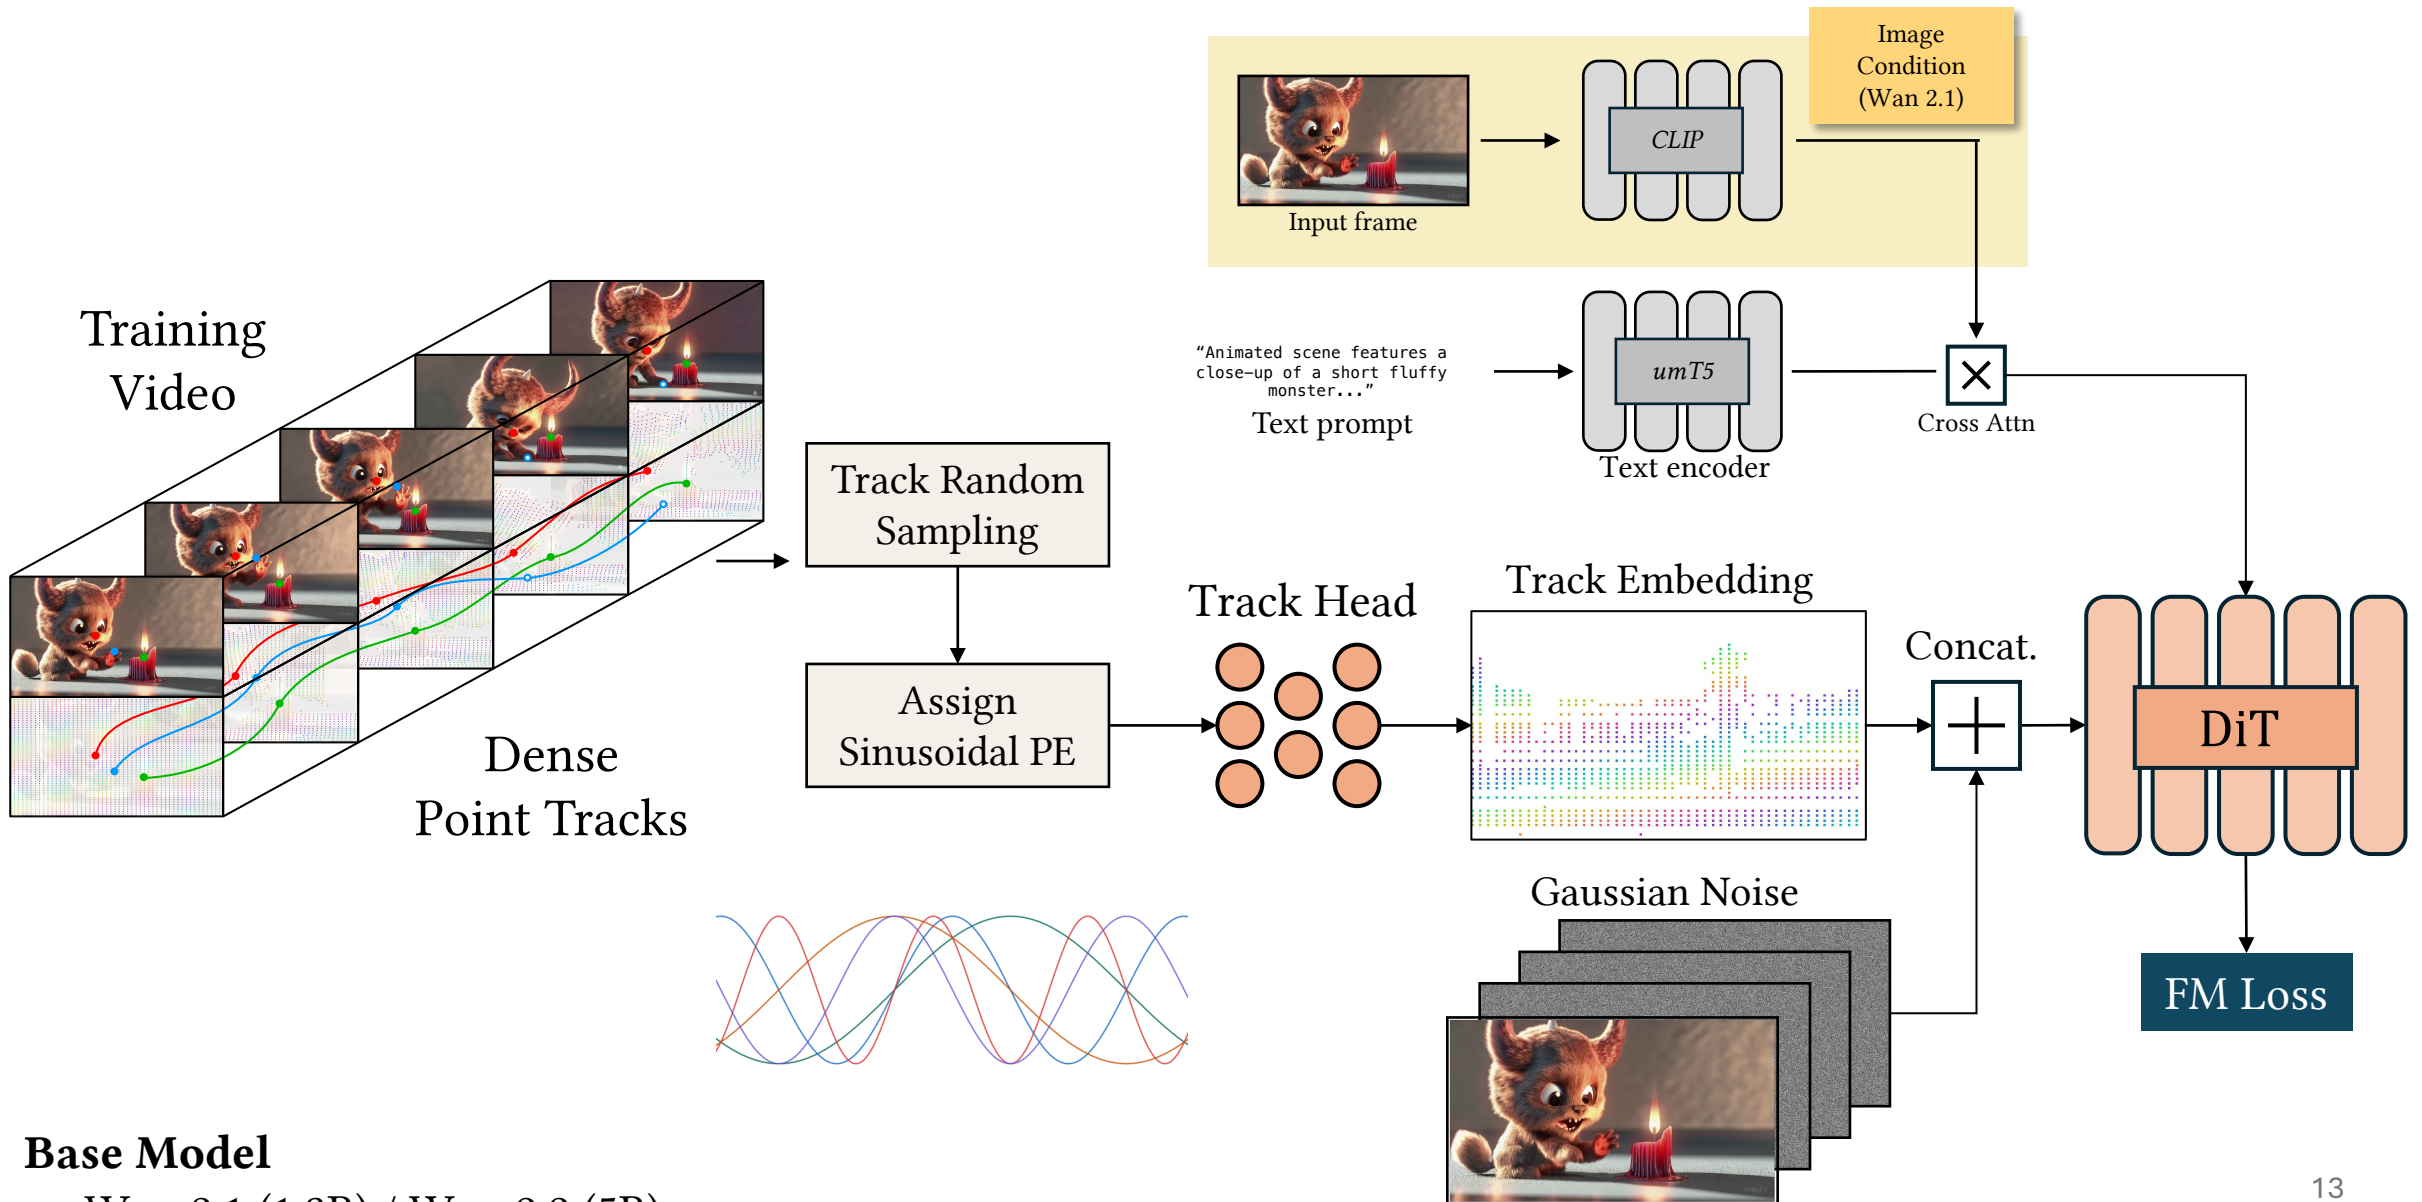 Image
Condition
(Wan 2.1)
CLIP
Input frame
Training
Video
“Animated scene features a
close-up of a short fluffy
monster...”
Text prompt
umT5
Text encoder
Cross Attn
Track Random
Sampling
Assign
Sinusoidal PE
Dense
Point Tracks
Track Head
Track Embedding
Concat.
DiT
Gaussian Noise
FM Loss
Base Model
13